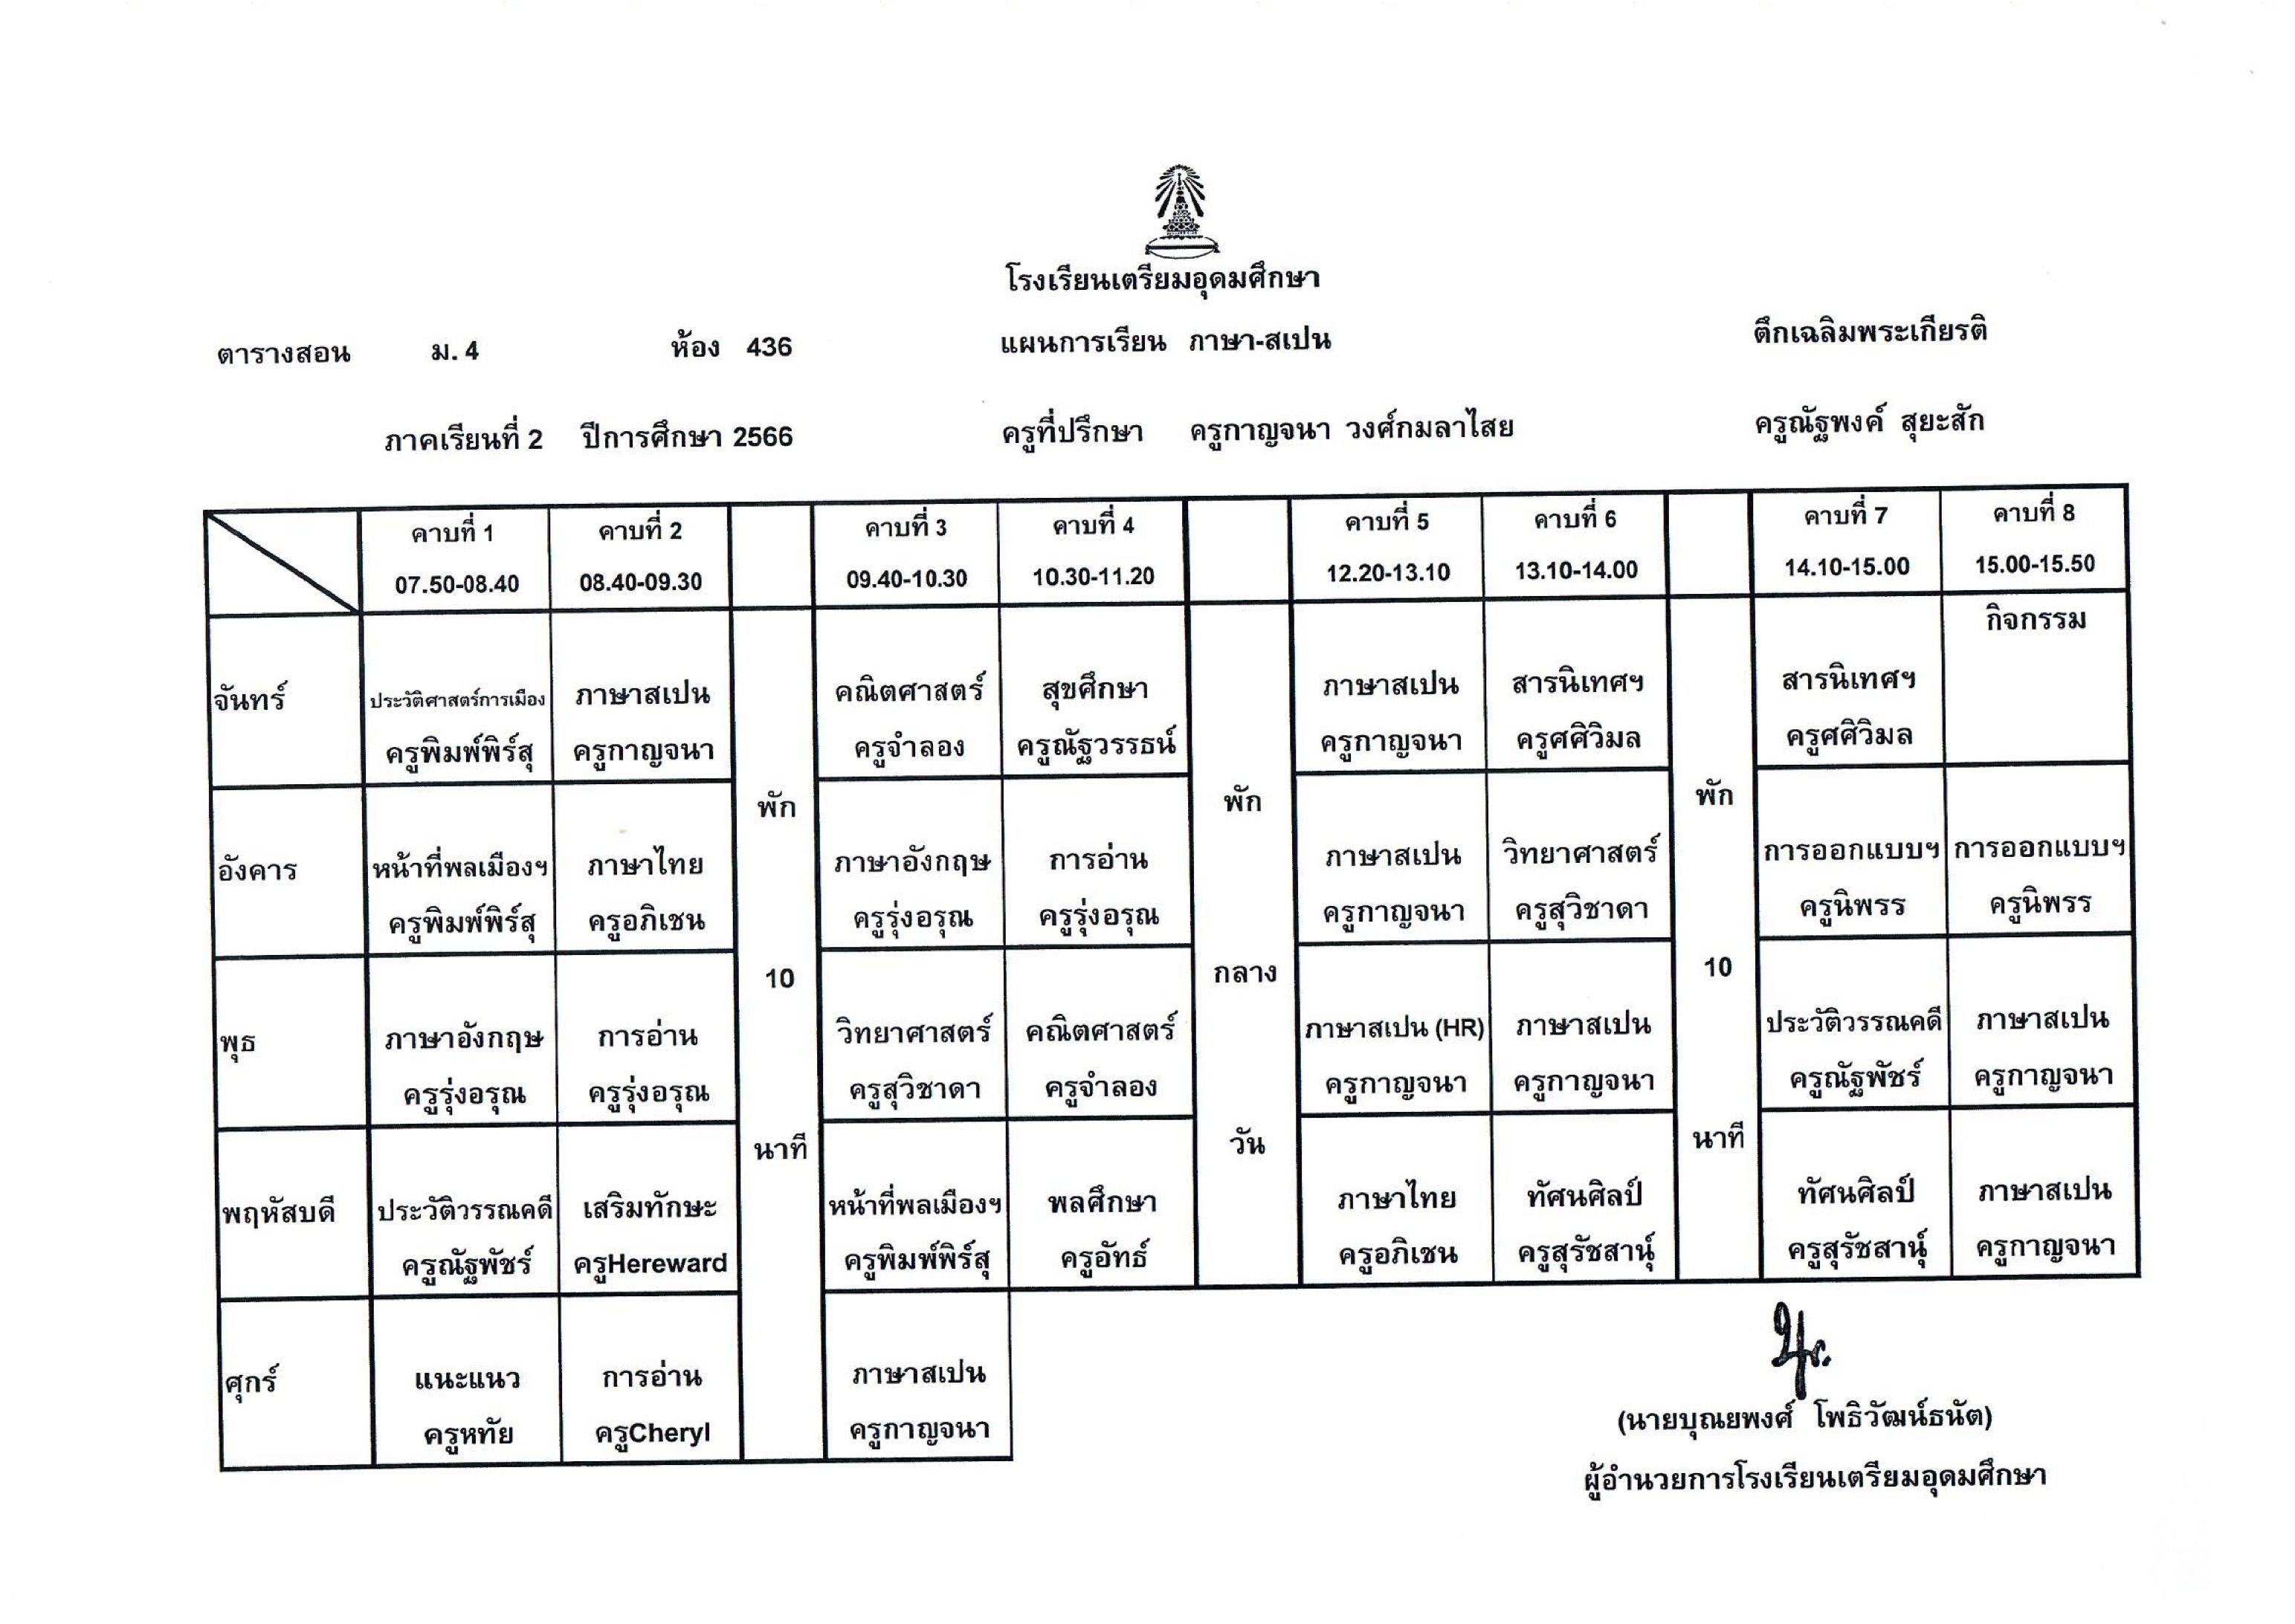 โรงเรียนเตรียมอุดมศึกษา
ตารางสอน ม. 4 ห้อง 436 แผนการเรียน ภาษา-สเปน ตึกเฉลิมพระเกียรติ
ภาคเรียนที่ 2 ปีการศึกษา 2566 ครูที่ปรึกษา ครูกาญจนา วงศ์กมลาไสย ครูณัฐพงค์ สุยะสัก
คาบที่ 1 คาบที่ 2 คาบที่ 3 คาบที่ 4 คาบที่ 5 คาบที่ 6 คาบที่ 7 คาบที่ 8
07.50-08.40 08.40-09.30 09.40-10.30 10.30-11.20 12.20-13.10 13.10-14.00 14.10-15.00 15.00-15.50
กิจกรรม
จันทร์ ประวัติศาสตร์การเมือง ภาษาสเปน คณิตศาสตร์ สุขศึกษา ภาษาสเปน สารนิเทศฯ สารนิเทศฯ
ครูพิมพ์พิร์สุ ครูกาญจนา ครูจำลอง ครูณัฐวรรธน์ ครูกาญจนา ครูศศิวิมล ครูศศิวิมล
พัก พัก พัก
อังคาร หน้าที่พลเมืองฯ ภาษาไทย ภาษาอังกฤษ การอ่าน ภาษาสเปน วิทยาศาสตร์ การออกแบบฯ การออกแบบฯ
ครูพิมพ์พิร์สุ ครูอภิเชน ครูรุ่งอรุณ ครูรุ่งอรุณ ครูกาญจนา ครูสุวิชาดา ครูนิพรร ครูนิพรร
10 กลาง 10
พุธ ภาษาอังกฤษ การอ่าน วิทยาศาสตร์ คณิตศาสตร์ ภาษาสเปน (HR) ภาษาสเปน ประวัติวรรณคดี ภาษาสเปน
ครูรุ่งอรุณ ครูรุ่งอรุณ ครูสุวิชาดา ครูจำลอง ครูกาญจนา ครูกาญจนา ครูณัฐพัชร์ ครูกาญจนา
นาที วัน นาที
พฤหัสบดี ประวัติวรรณคดี เสริมทักษะ หน้าที่พลเมืองฯ พลศึกษา ภาษาไทย ทัศนศิลป์ ทัศนศิลป์ ภาษาสเปน
ครูณัฐพัชร์ ครูHereward ครูพิมพ์พิร์สุ ครูอัทธ์ ครูอภิเชน ครูสุรัชสานุ์ ครูสุรัชสานุ์ ครูกาญจนา
ศุกร์ แนะแนว การอ่าน ภาษาสเปน
ครูหทัย ครูCheryl ครูกาญจนา
(นายบุณยพงศ์ โพธิวัฒน์ธนัต)
ผู้อำนวยการโรงเรียนเตรียมอุดมศึกษา